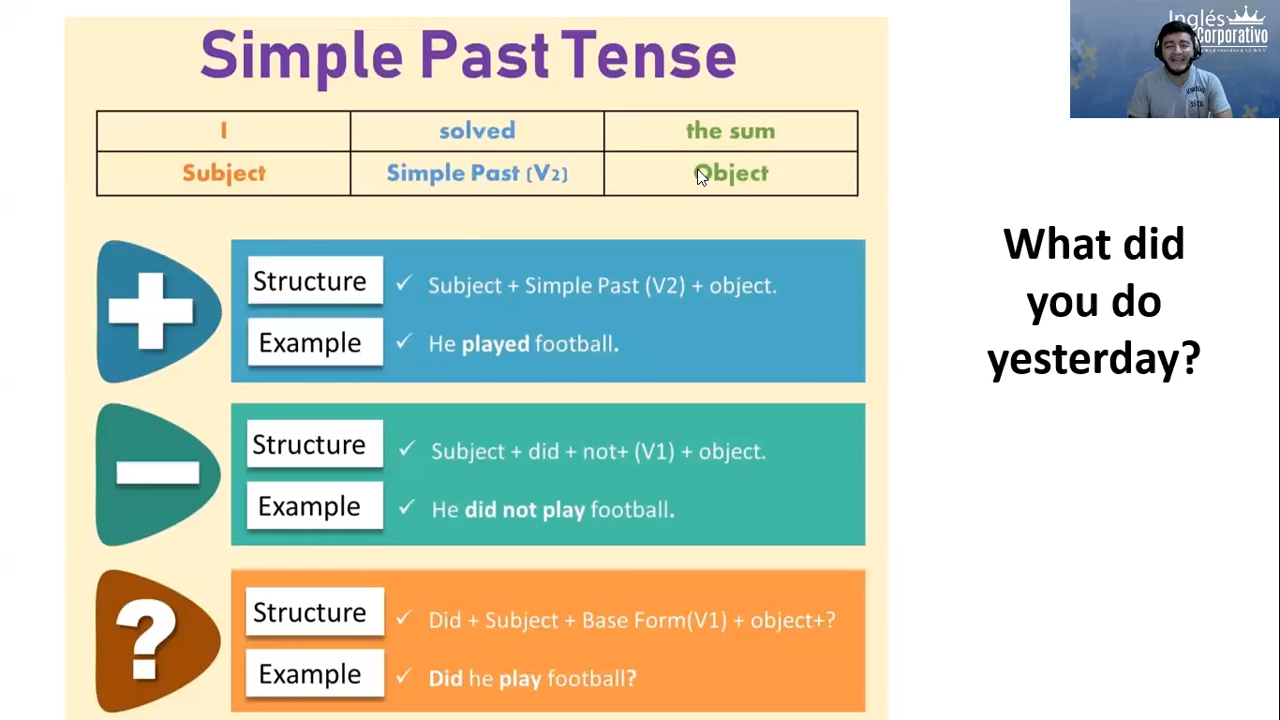 Simple Past Tense
I solved the sum
Subject Simple Past (V2) Object
Structure ✓ Subject + Simple Past (V2) + object.
Example ✓ He played football.
Structure ✓ Subject + did + not+ (V1) + object.
Example ✓ He did not play football.
Structure ✓ Did + Subject + Base Form(V1) + object+?
Example ✓ Did he play football?
Inglés
Corporativo
What did
you do
yesterday?